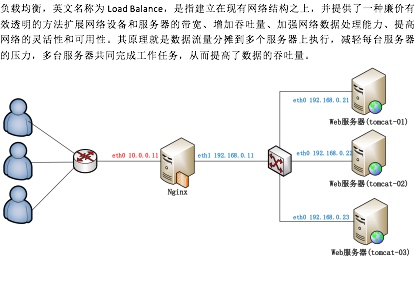 负载均衡，英文名称为 Load Balance，是指建立在现有网络结构之上，并提供了一种廉价有
效透明的方法扩展网络设备和服务器的带宽、增加吞吐量、加强网络数据处理能力、提高
网络的灵活性和可用性。其原理就是数据流量分摊到多个服务器上执行，减轻每台服务器
的压力，多台服务器共同完成工作任务，从而提高了数据的吞吐量。
eth0 192.168.0.21
Web服务器(tomcat-01)
eth0 10.0.0.11
eth1 192.168.0.11
eth0 192.168.0.22
Nginx
Web服务器(tomcat-02)
eth0 192.168.0.23
Web服务器(tomcat-03)